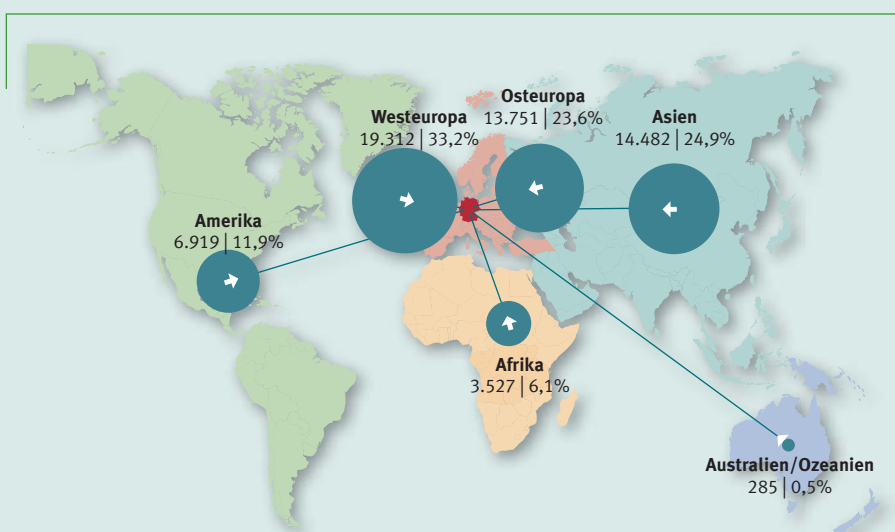 Osteuropa
13.751 | 23,6%
Westeuropa
19.312 | 33,2%
Asien
14.482 | 24,9%
Amerika
6.919 | 11,9%
Afrika
3.527 | 6,1%
Australien/Ozeanien
285 | 0,5%